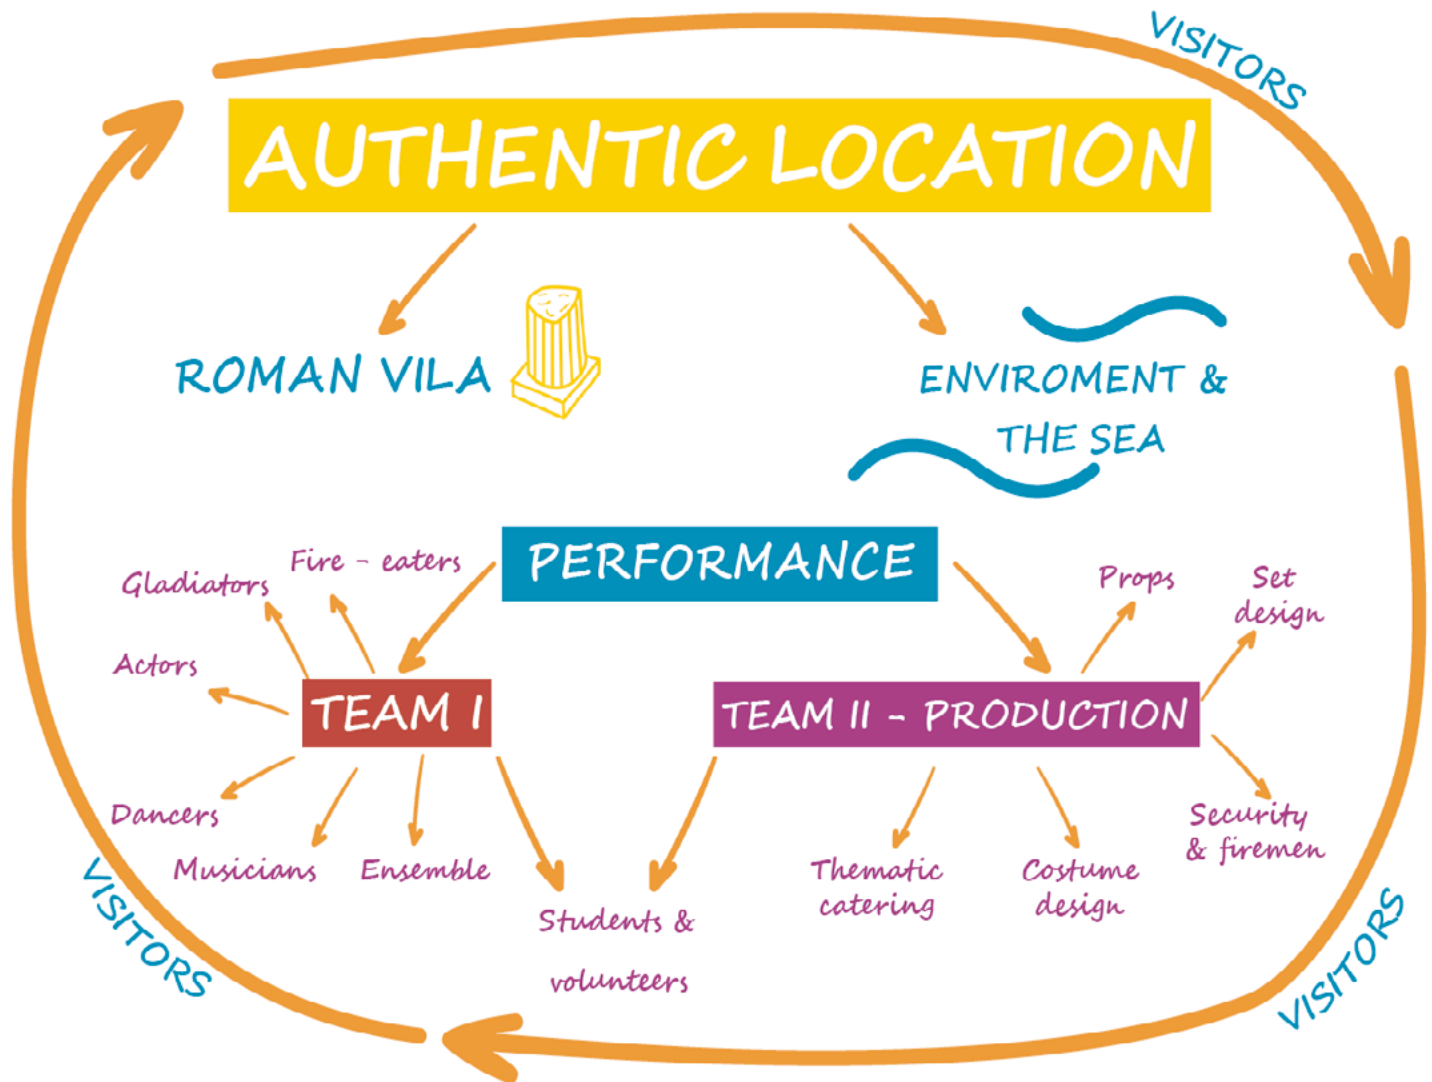 VISITORS
AUTHENTIC LOCATION
ROMAN VILA
ENVIROMENT &
THE SEA
PERFORMANCE
Fire - eaters
Gladiators
Actors
TEAM I
Dancers
Musicians
Ensemble
Props
Set
design
TEAM II - PRODUCTION
Security
& firemen
Thematic
catering
Costume
design
Students &
volunteers
VISITORS
VISITORS